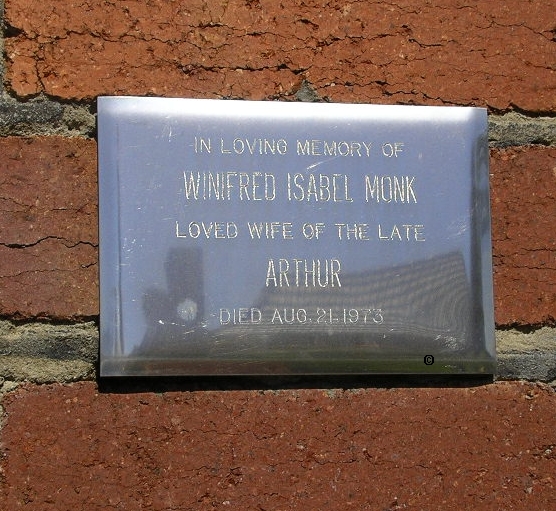 IN LOVING MEMORY OF
WINIFRED ISABEL MONK
LOVED WIFE OF THE LATE
ARTHUR
DIED AUG. 21. 1973
©